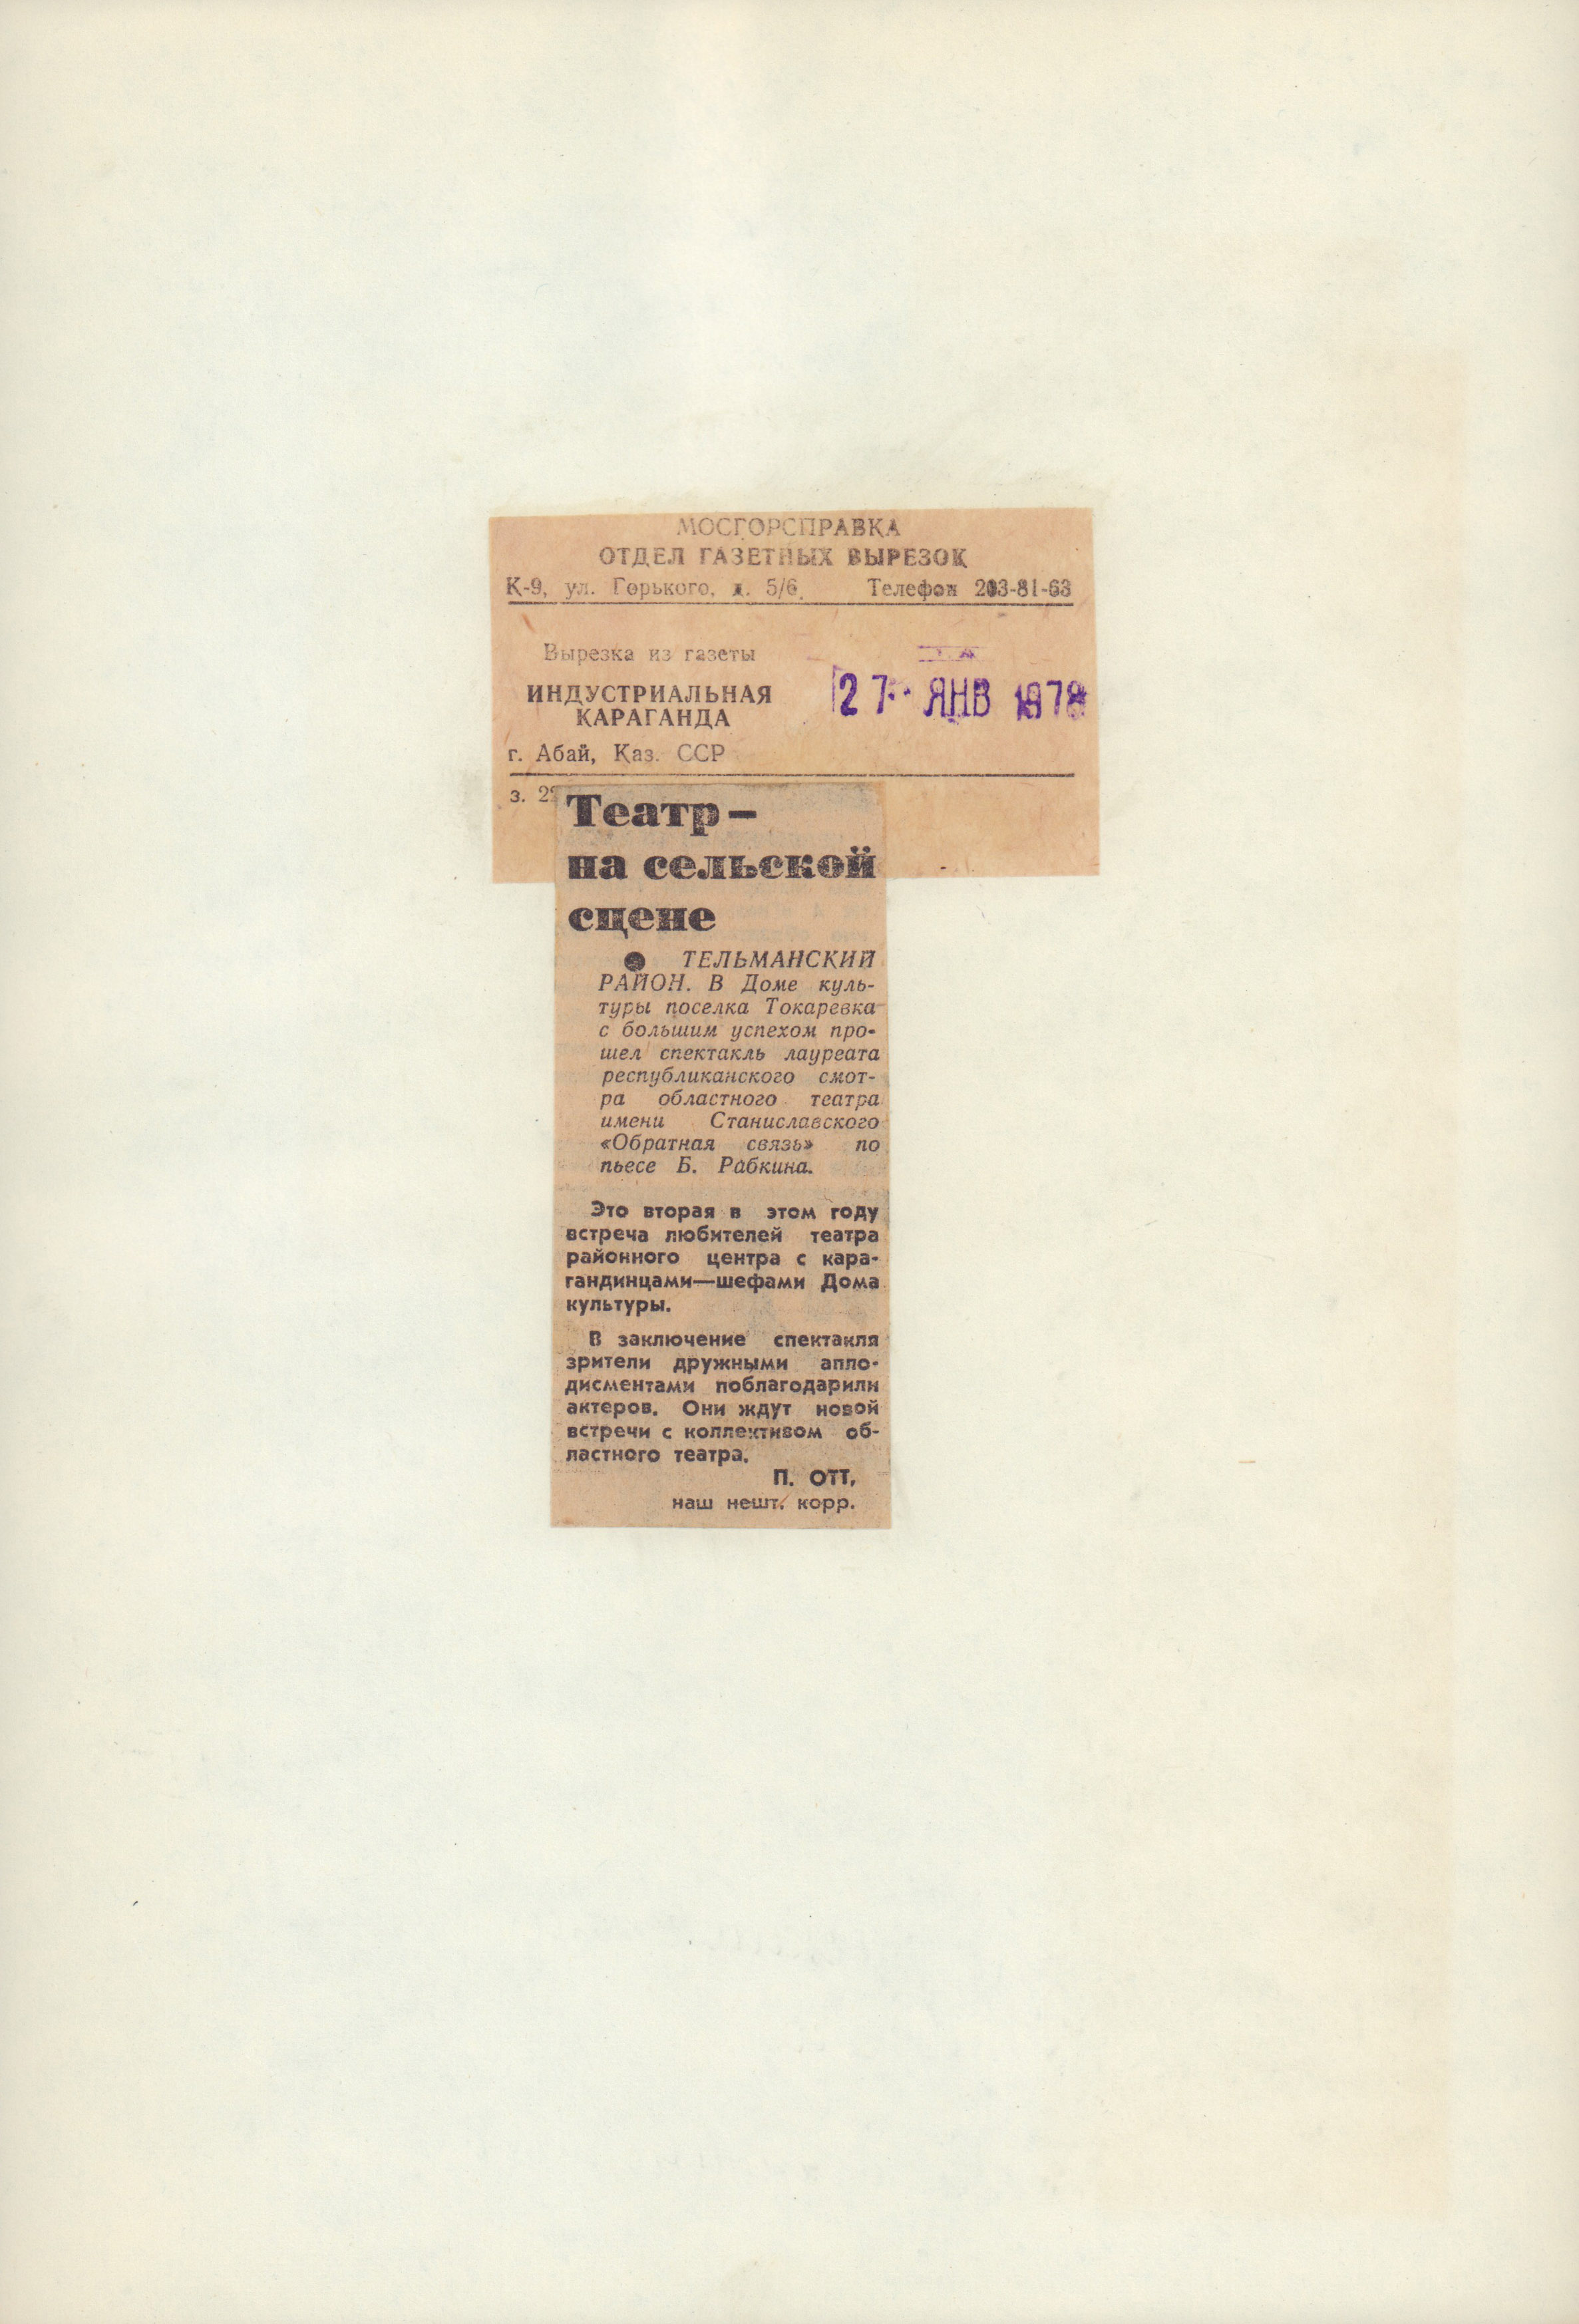 МОСГОРСПРАВКА
ОТДЕЛ ГАЗЕТНЫХ ВЫРЕЗОК
К-9, ул. Горького, д. 5/6. Телефон 203-81-63
Вырезка из газеты
ИНДУСТРИАЛЬНАЯ
КАРАГАНДА
27 ЯНВ 1978
г. Абай, Каз. ССР
з.
Театр —
на сельской
сцене
● ТЕЛЬМАНСКИЙ
РАЙОН. В Доме куль-
туры поселка Токаревка
с большим успехом про-
шел спектакль лауреата
республиканского смот-
ра областного театра
имени Станиславского
«Обратная связь» по
пьесе Б. Рабкина.
Это вторая в этом году
встреча любителей театра
районного центра с кара-
гандинцами—шефами Дома
культуры.
В заключение спектакля
зрители дружными апло-
дисментами поблагодарили
актеров. Они ждут новой
встречи с коллективом об-
ластного театра.
П. ОТТ,
наш нешт. корр.